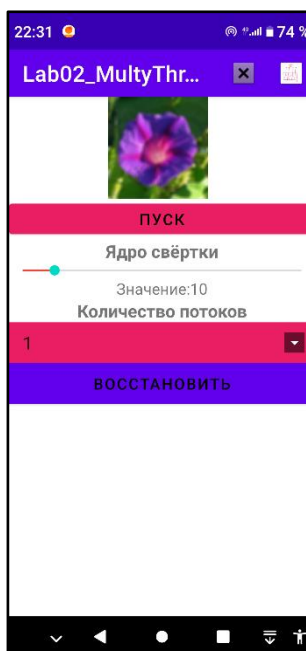 22:31 74 %
Lab02_MultyThr...
ПУСК
Ядро свёртки
Значение:10
Количество потоков
1
ВОССТАНОВИТЬ